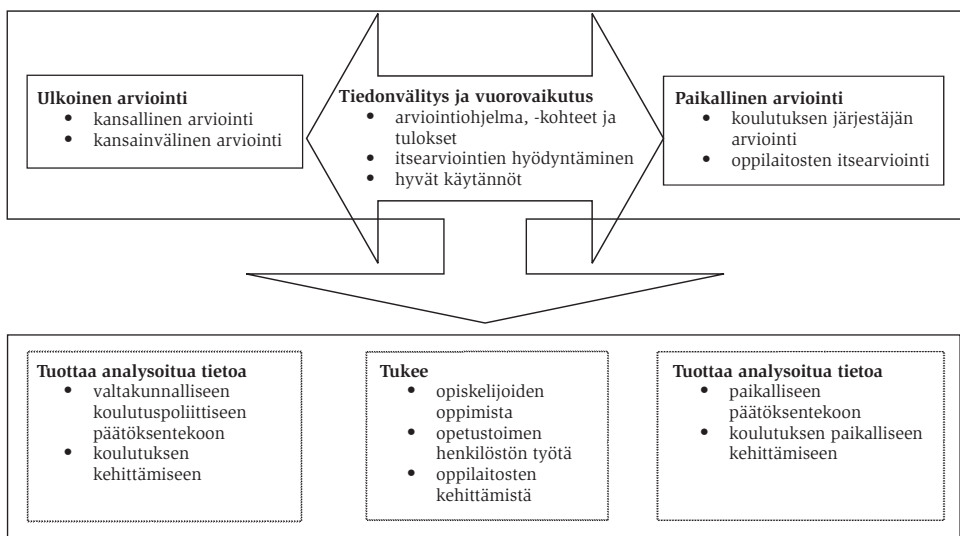 Ulkoinen arviointi
• kansallinen arviointi
• kansainvälinen arviointi
Tiedonvälitys ja vuorovaikutus
• arviointiohjelma, -kohteet ja
tulokset
• itsearviointien hyödyntäminen
• hyvät käytännöt
Paikallinen arviointi
• koulutuksen järjestäjän
arviointi
• oppilaitosten itsearviointi
Tuottaa analysoitua tietoa
• valtakunnalliseen
koulutuspoliittiseen
päätöksentekoon
• koulutuksen
kehittämiseen
Tukee
• opiskelijoiden
oppimista
• opetustoimen
henkilöstön työtä
• oppilaitosten
kehittämistä
Tuottaa analysoitua tietoa
• paikalliseen
päätöksentekoon
• koulutuksen paikalliseen
kehittämiseen